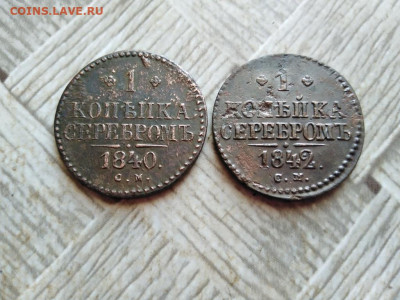 COINS.LAVE.RU
1
КОПѢЙКА
СЕРЕБРОМЪ
1840.
С.М.
1
КОПѢЙКА
СЕРЕБРОМЪ
1842.
С.М.